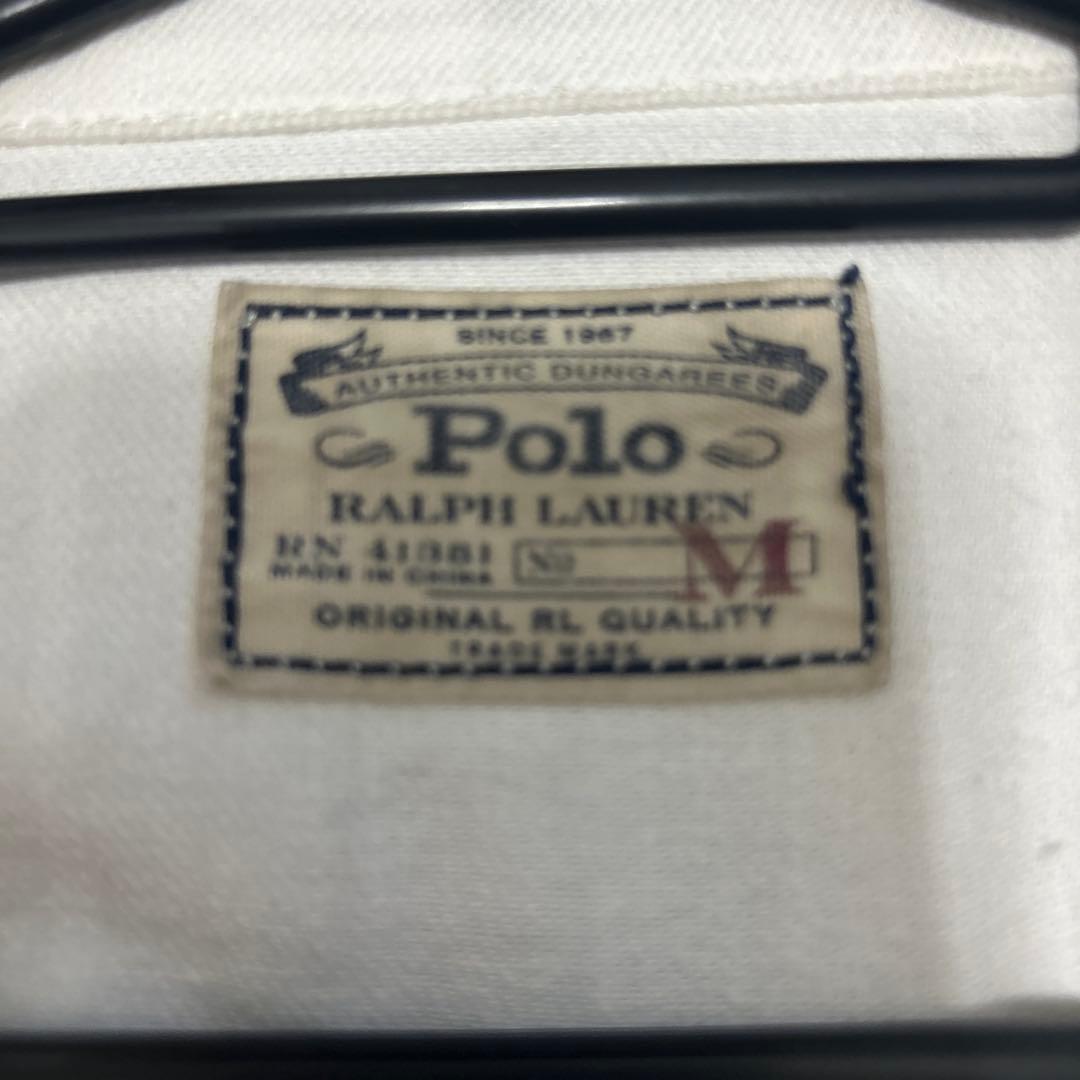 SINCE 1967
AUTHENTIC DUNGAREES
Polo
RALPH LAUREN
RN 41381 No M
MADE IN CHINA
ORIGINAL RL QUALITY
TRADE MARK